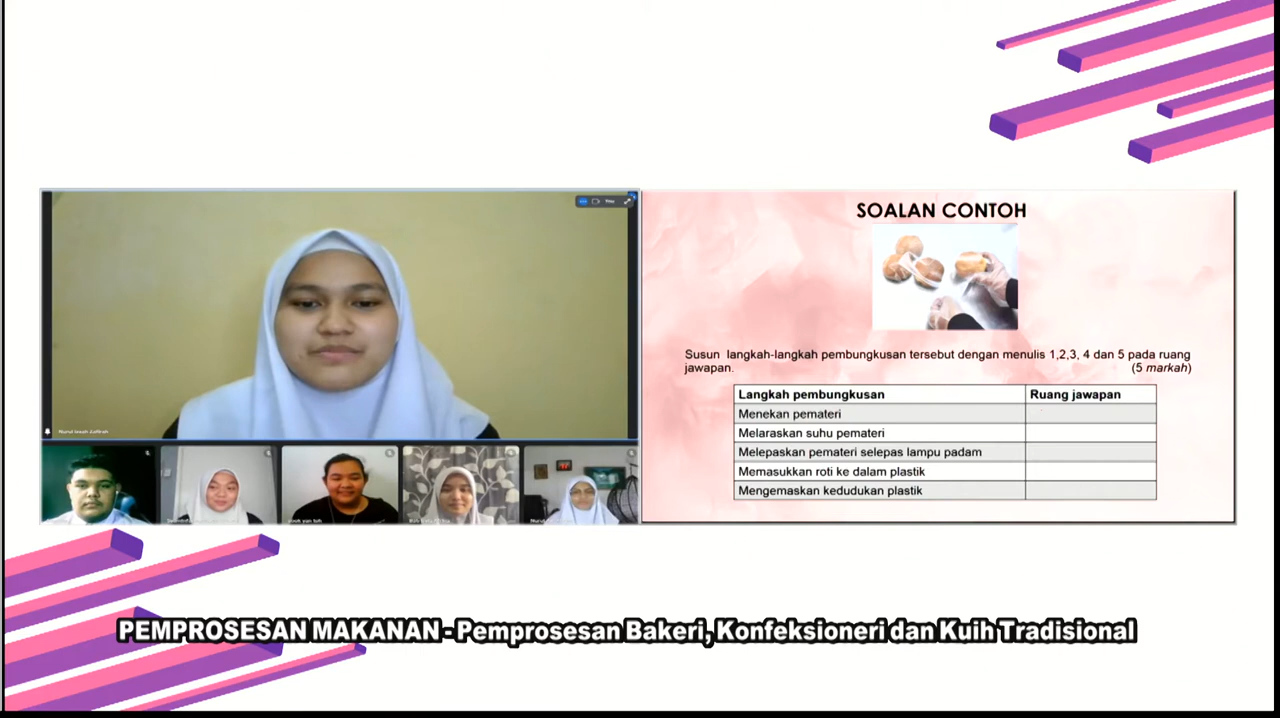 You
SOALAN CONTOH
Susun langkah-langkah pembungkusan tersebut dengan menulis 1,2,3, 4 dan 5 pada ruang
jawapan. (5 markah)
Langkah pembungkusan Ruang jawapan
Menekan pemateri
Melaraskan suhu pemateri
Melepaskan pemateri selepas lampu padam
Memasukkan roti ke dalam plastik
Mengemaskan kedudukan plastik
PEMPROSESAN MAKANAN - Pemprosesan Bakeri, Konfeksioneri dan Kuih Tradisional